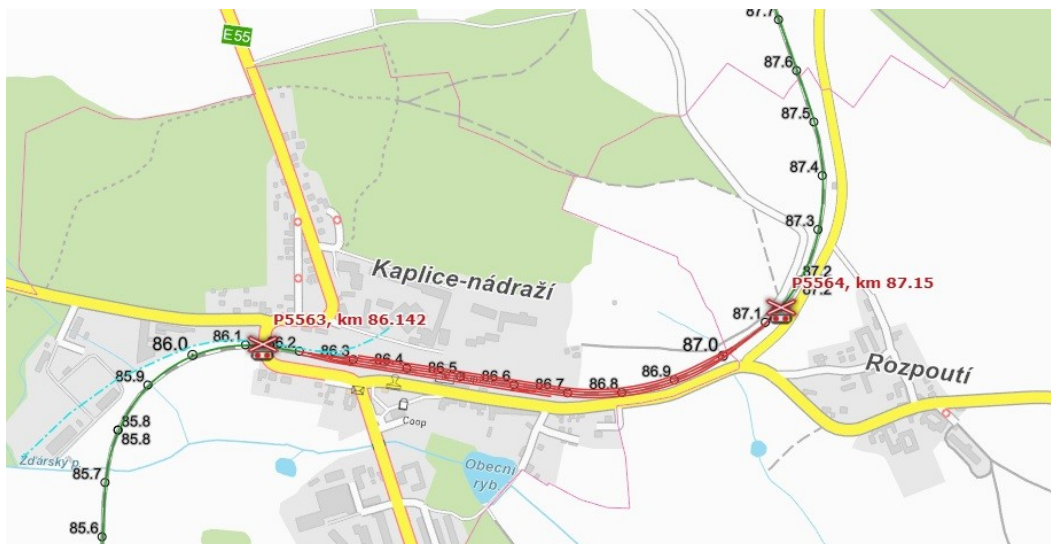 E55
87.7
87.6
87.5
87.4
87.3
87.2
87.2
P5564, km 87.15
87.1
87.0
Kaplice-nádraží
P5563, km 86.142
86.0
86.1
86.2
86.3
86.4
86.5
86.6
86.7
86.8
86.9
Rozpoutí
85.9
85.8
85.8
Coop
Žďárský p.
Obecní
ryb.
85.7
85.6